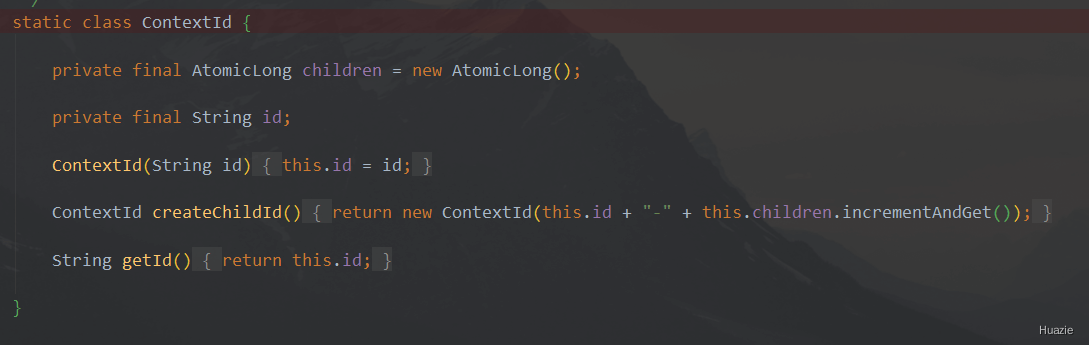 /
static class ContextId {
private final AtomicLong children = new AtomicLong();
private final String id;
ContextId(String id) { this.id = id; }
ContextId createChildId() { return new ContextId(this.id + "-" + this.children.incrementAndGet()); }
String getId() { return this.id; }
}
Huazie